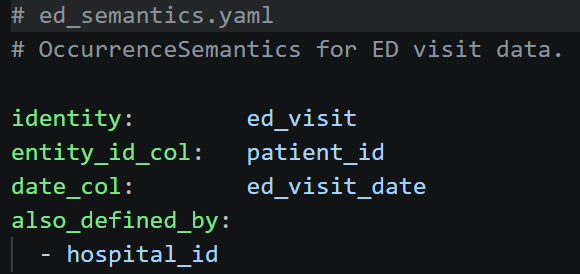 # ed_semantics.yaml
# OccurrenceSemantics for ED visit data.
identity:        ed_visit
entity_id_col:   patient_id
date_col:        ed_visit_date
also_defined_by:
  - hospital_id